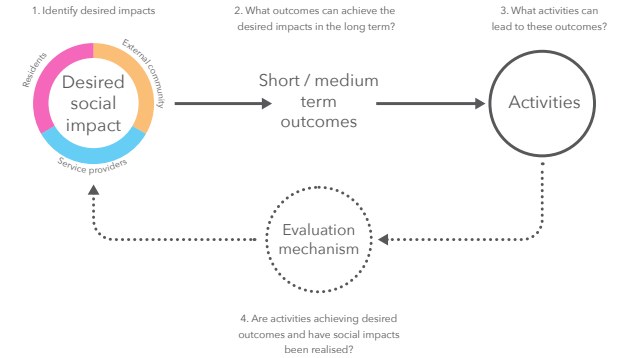 1. Identify desired impacts
2. What outcomes can achieve the
desired impacts in the long term?
3. What activities can
lead to these outcomes?
Residents
External community
Service providers
Desired
social
impact
Short / medium
term
outcomes
Activities
Evaluation
mechanism
4. Are activities achieving desired
outcomes and have social impacts
been realised?